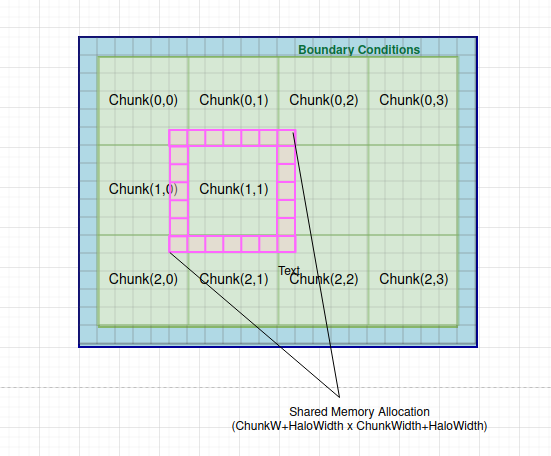 Boundary Conditions
Chunk(0,0) Chunk(0,1) Chunk(0,2) Chunk(0,3)
Chunk(1,0) Chunk(1,1)
Text
Chunk(2,0) Chunk(2,1) Chunk(2,2) Chunk(2,3)
Shared Memory Allocation
(ChunkW+HaloWidth x ChunkWidth+HaloWidth)